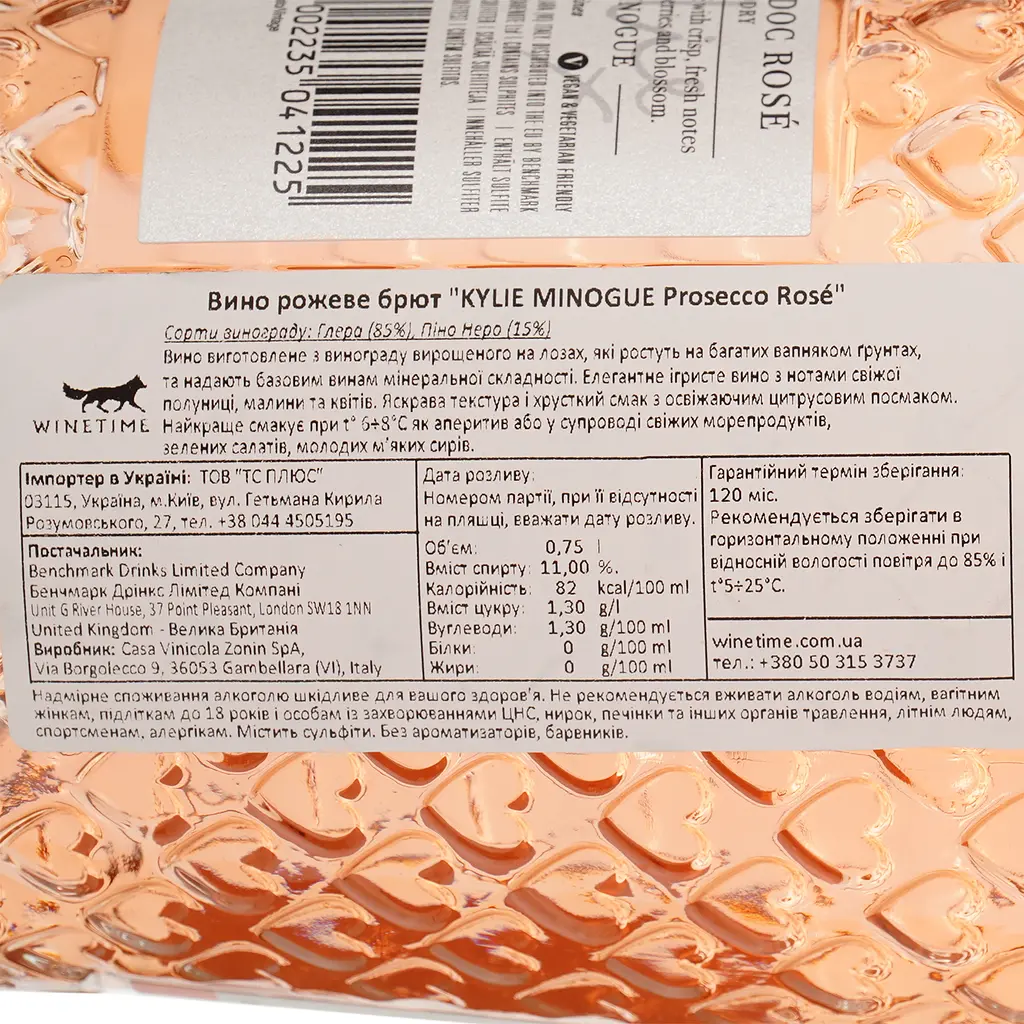 DOC ROSÉ
DRY
with crisp, fresh notes
erries and blossom.
NOGUE
VEGAN & VEGETARIAN FRIENDLY
AN WE ONLY DISTRIBUTED INTO THE EU BY BENCHMARK
CONTAINS SULPHITES | ENTHÄLT SULFITE
INNEHÅLLER SULFITER
002235 041225
Вино рожеве брют "KYLIE MINOGUE Prosecco Rosé"
Сорти винограду: Глера (85%), Піно Неро (15%)
Вино виготовлене з винограду вирощеного на лозах, які ростуть на багатих вапняком ґрунтах,
та надають базовим винам мінеральної складності. Елегантне ігристе вино з нотами свіжої
полуниці, малини та квітів. Яскрава текстура і хрусткий смак з освіжаючим цитрусовим посмаком.
Найкраще смакує при t° 6÷8°С як аперитив або у супроводі свіжих морепродуктів,
зелених салатів, молодих м'яких сирів.
WINETIME
Імпортер в Україні: ТОВ "ТС ПЛЮС"
03115, Україна, м.Київ, вул. Гетьмана Кирила
Розумовського, 27, тел. +38 044 4505195
Постачальник:
Benchmark Drinks Limited Company
Бенчмарк Дрінкс Лімітед Компані
Unit G River House, 37 Point Pleasant, London SW18 1NN
United Kingdom - Велика Британія
Виробник: Casa Vinicola Zonin SpA,
Via Borgolecco 9, 36053 Gambellara (VI), Italy
Дата розливу:
Номером партії, при її відсутності
на пляшці, вважати дату розливу.
Об'єм: 0,75 l
Вміст спирту: 11,00 %.
Калорійність: 82 kcal/100 ml
Вміст цукру: 1,30 g/l
Вуглеводи: 1,30 g/100 ml
Білки: 0 g/100 ml
Жири: 0 g/100 ml
Гарантійний термін зберігання:
120 міс.
Рекомендується зберігати в
горизонтальному положенні при
відносній вологості повітря до 85% і
t°5÷25°С.
winetime.com.ua
тел.: +380 50 315 3737
Надмірне споживання алкоголю шкідливе для вашого здоров'я. Не рекомендується вживати алкоголь водіям, вагітним
жінкам, підліткам до 18 років і особам із захворюваннями ЦНС, нирок, печінки та інших органів травлення, літнім людям,
спортсменам, алергікам. Містить сульфіти. Без ароматизаторів, барвників.